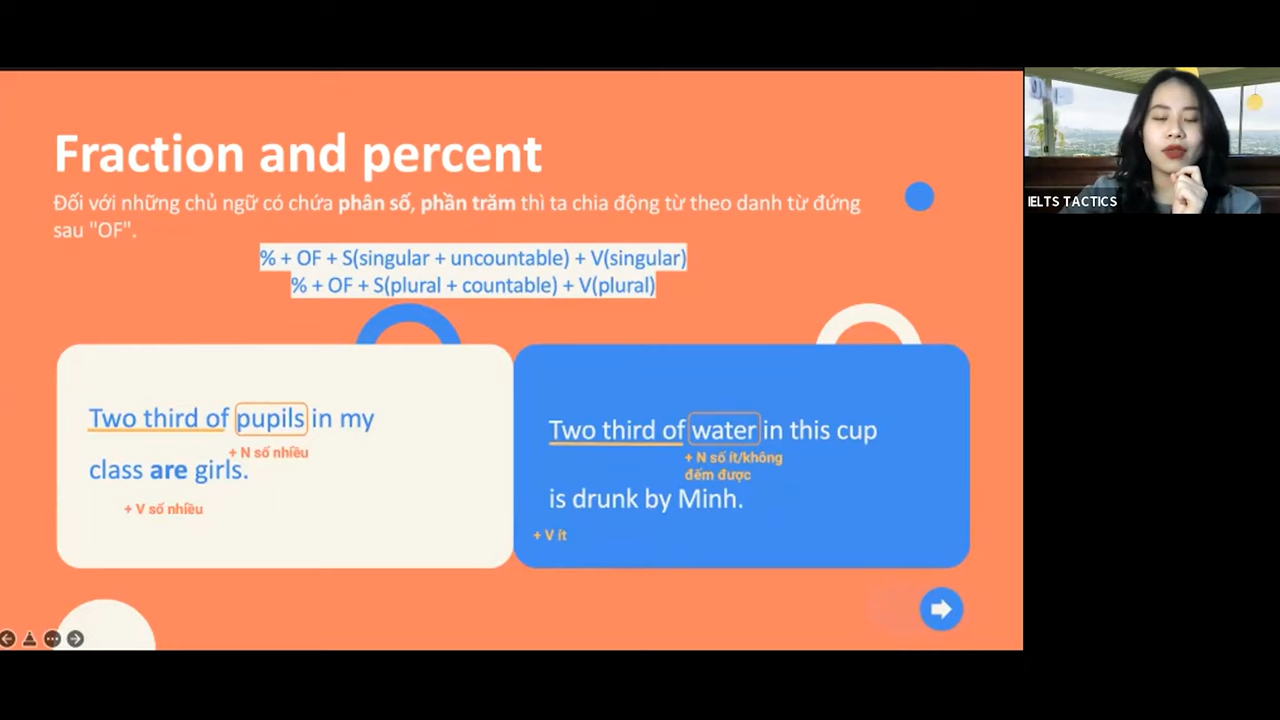 Fraction and percent
Đối với những chủ ngữ có chứa phân số, phần trăm thì ta chia động từ theo danh từ đứng
sau "OF".
% + OF + S(singular + uncountable) + V(singular)
% + OF + S(plural + countable) + V(plural)
Two third of pupils in my
+ N số nhiều
class are girls.
+ V số nhiều
Two third of water in this cup
+ N số ít/không
đếm được
is drunk by Minh.
+ V ít
IELTS TACTICS